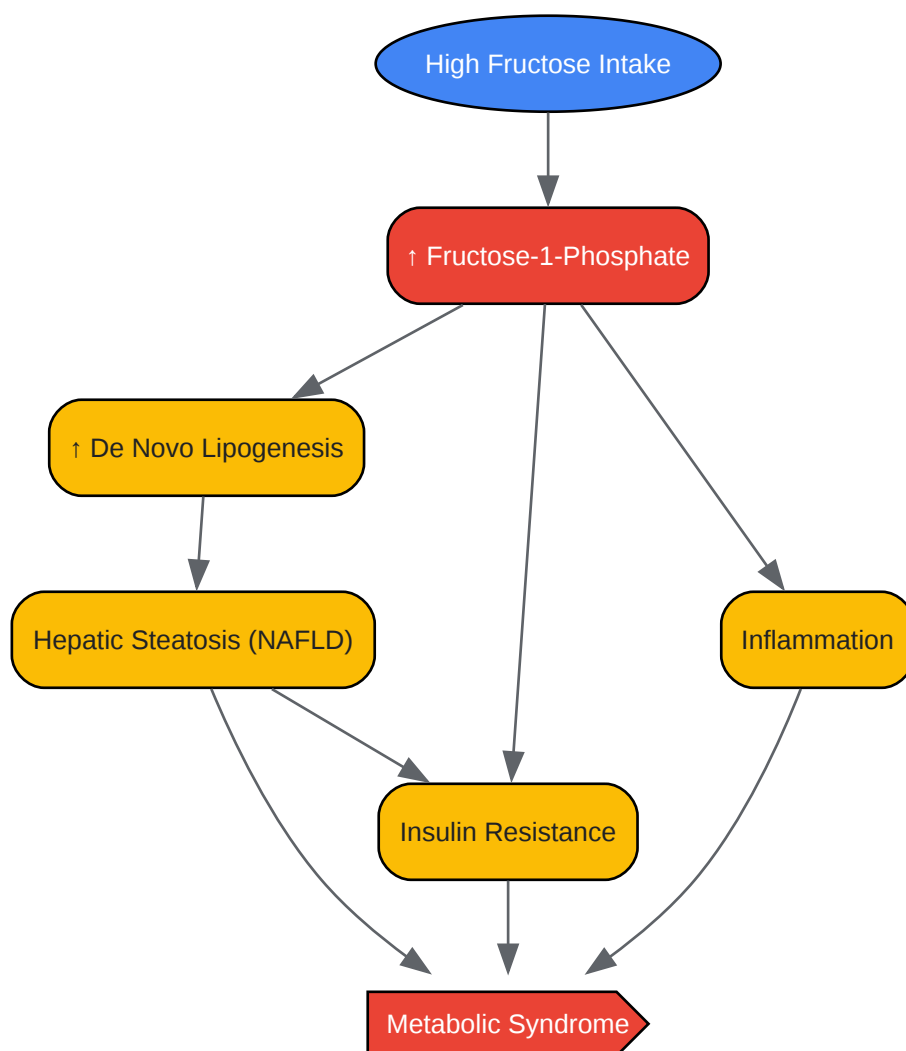 High Fructose Intake
↑ Fructose-1-Phosphate
↑ De Novo Lipogenesis
Hepatic Steatosis (NAFLD)
Inflammation
Insulin Resistance
Metabolic Syndrome